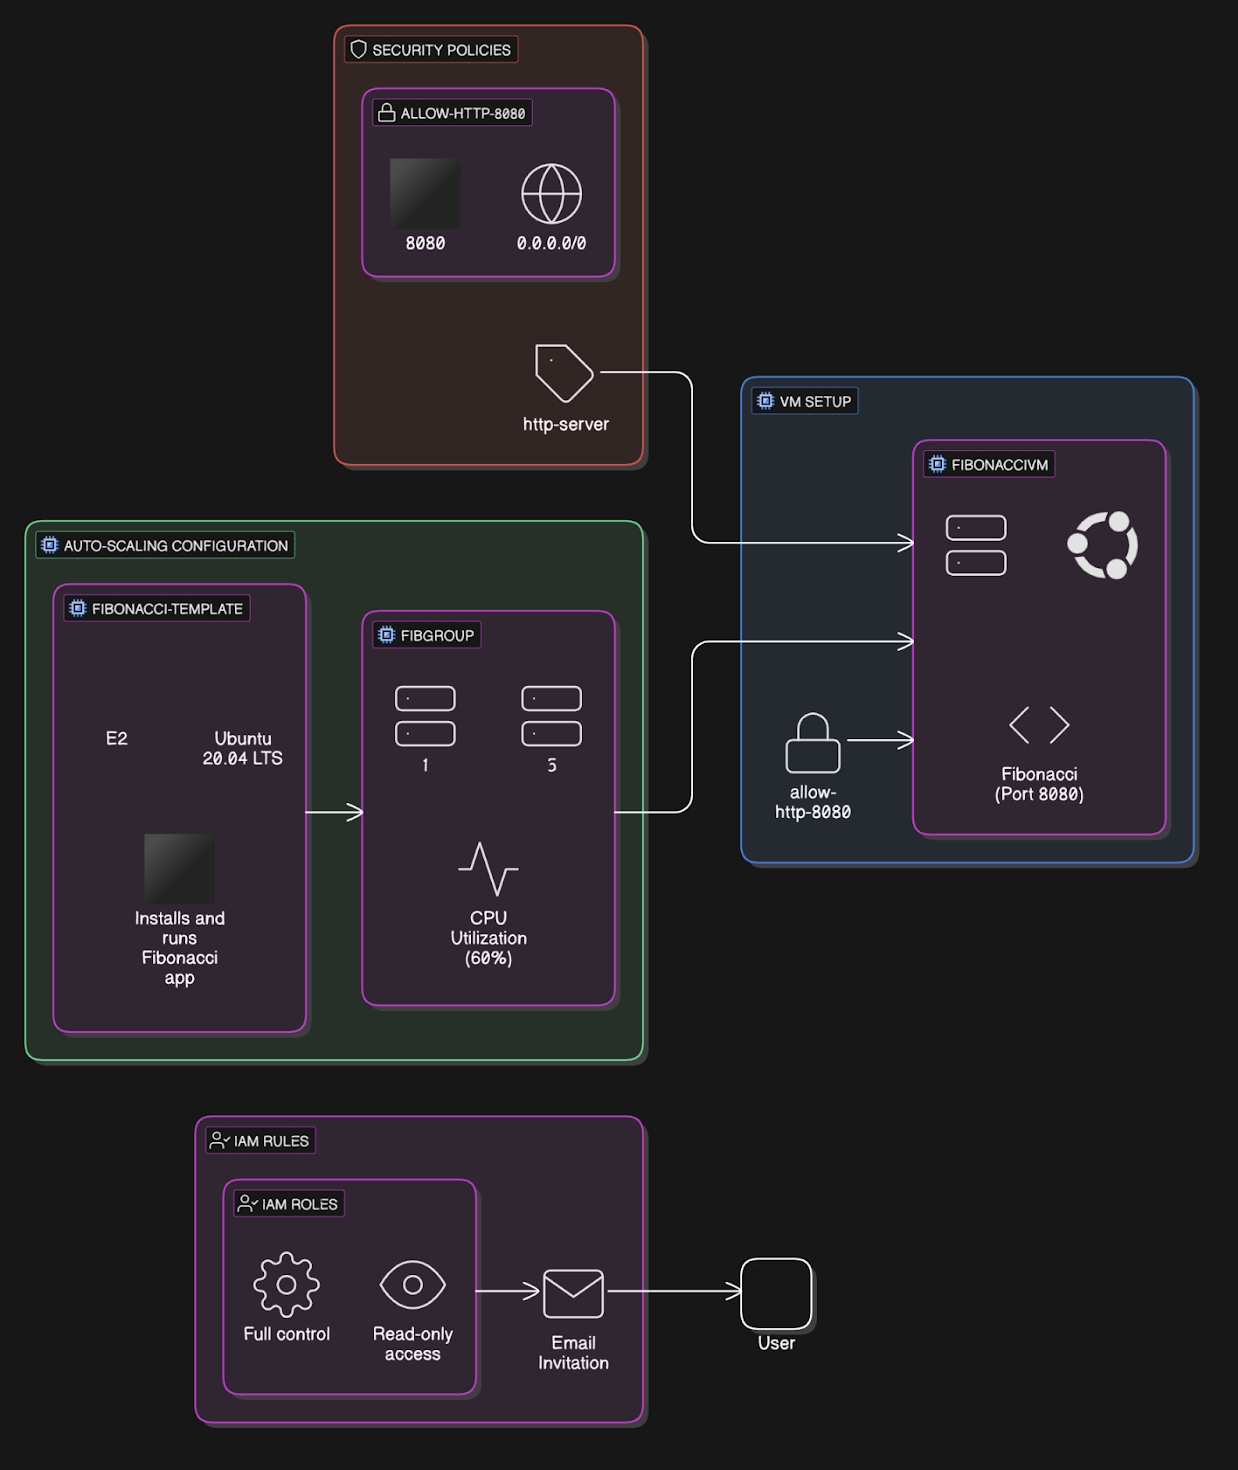 SECURITY POLICIES
ALLOW-HTTP-8080
8080
0.0.0.0/0
http-server
VM SETUP
FIBONACCIVM
allow-
http-8080
Fibonacci
(Port 8080)
AUTO-SCALING CONFIGURATION
FIBONACCI-TEMPLATE
E2
Ubuntu
20.04 LTS
Installs and
runs
Fibonacci
app
FIBGROUP
1
5
CPU
Utilization
(60%)
IAM RULES
IAM ROLES
Full control
Read-only
access
Email
Invitation
User